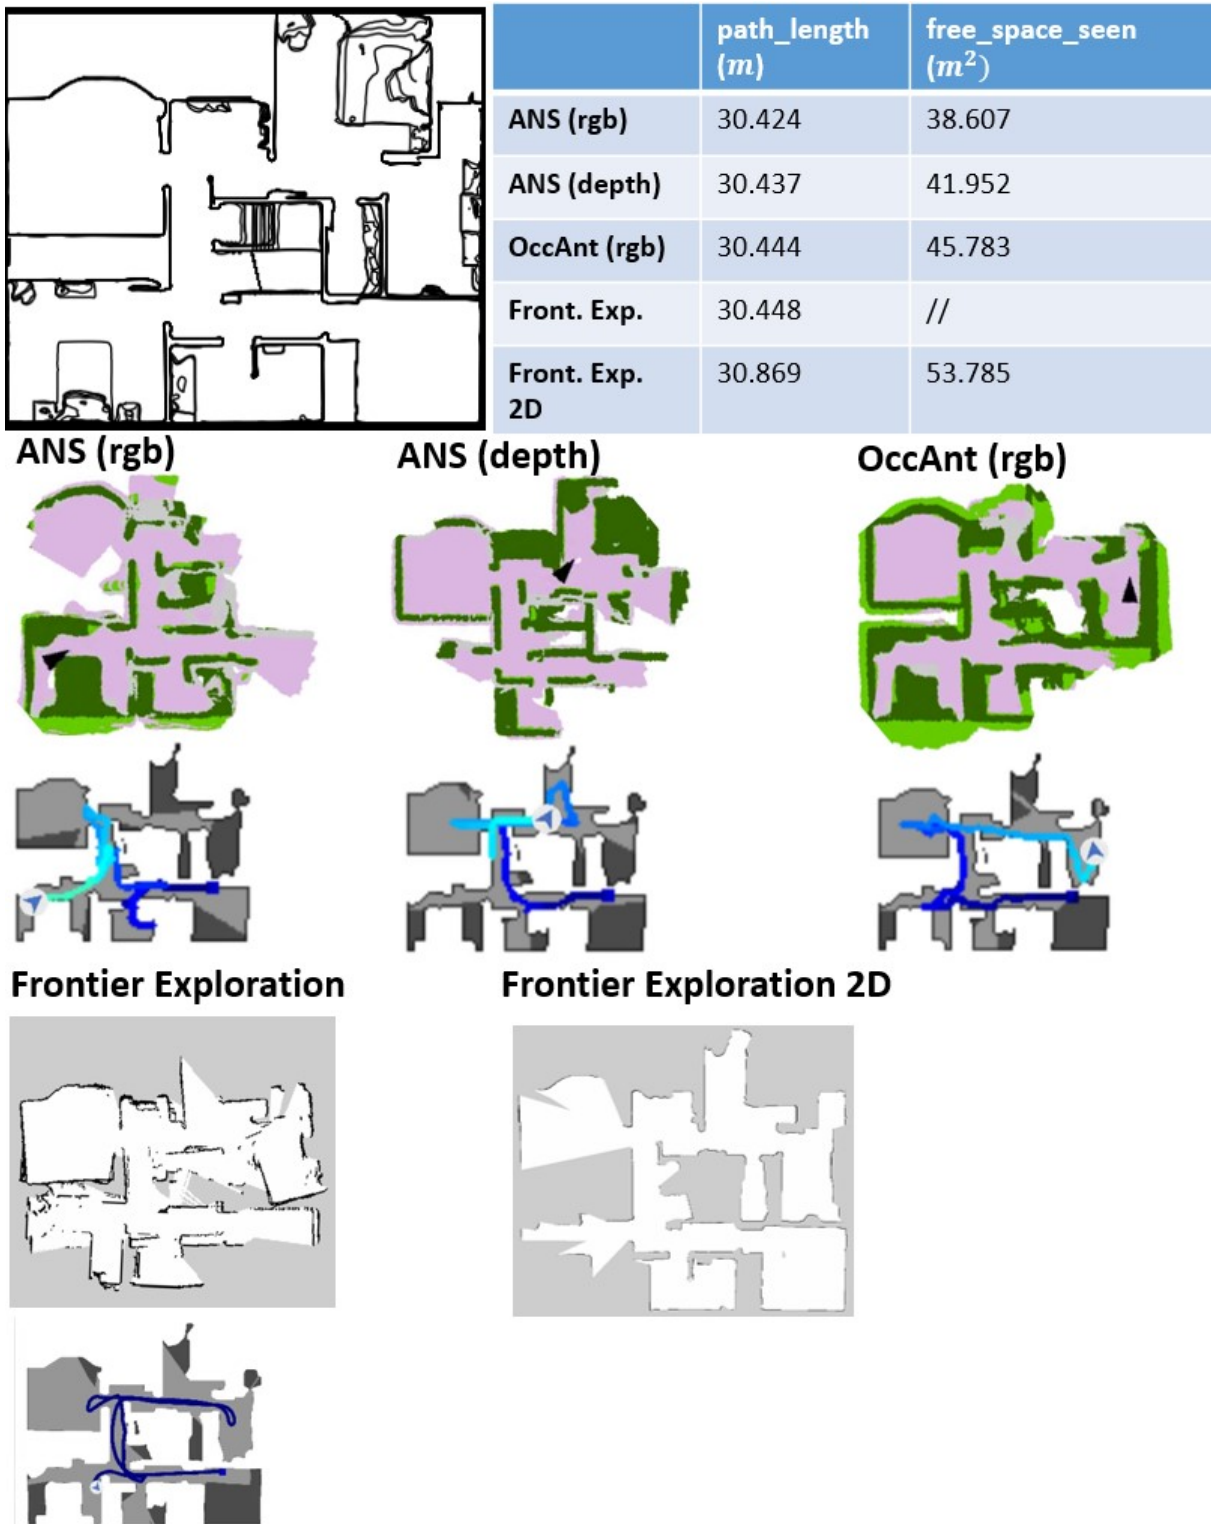 path_length free_space_seen
(m) (m²)
ANS (rgb) 30.424 38.607
ANS (depth) 30.437 41.952
OccAnt (rgb) 30.444 45.783
Front. Exp. 30.448 //
Front. Exp. 30.869 53.785
2D
ANS (rgb) ANS (depth) OccAnt (rgb)
Frontier Exploration Frontier Exploration 2D